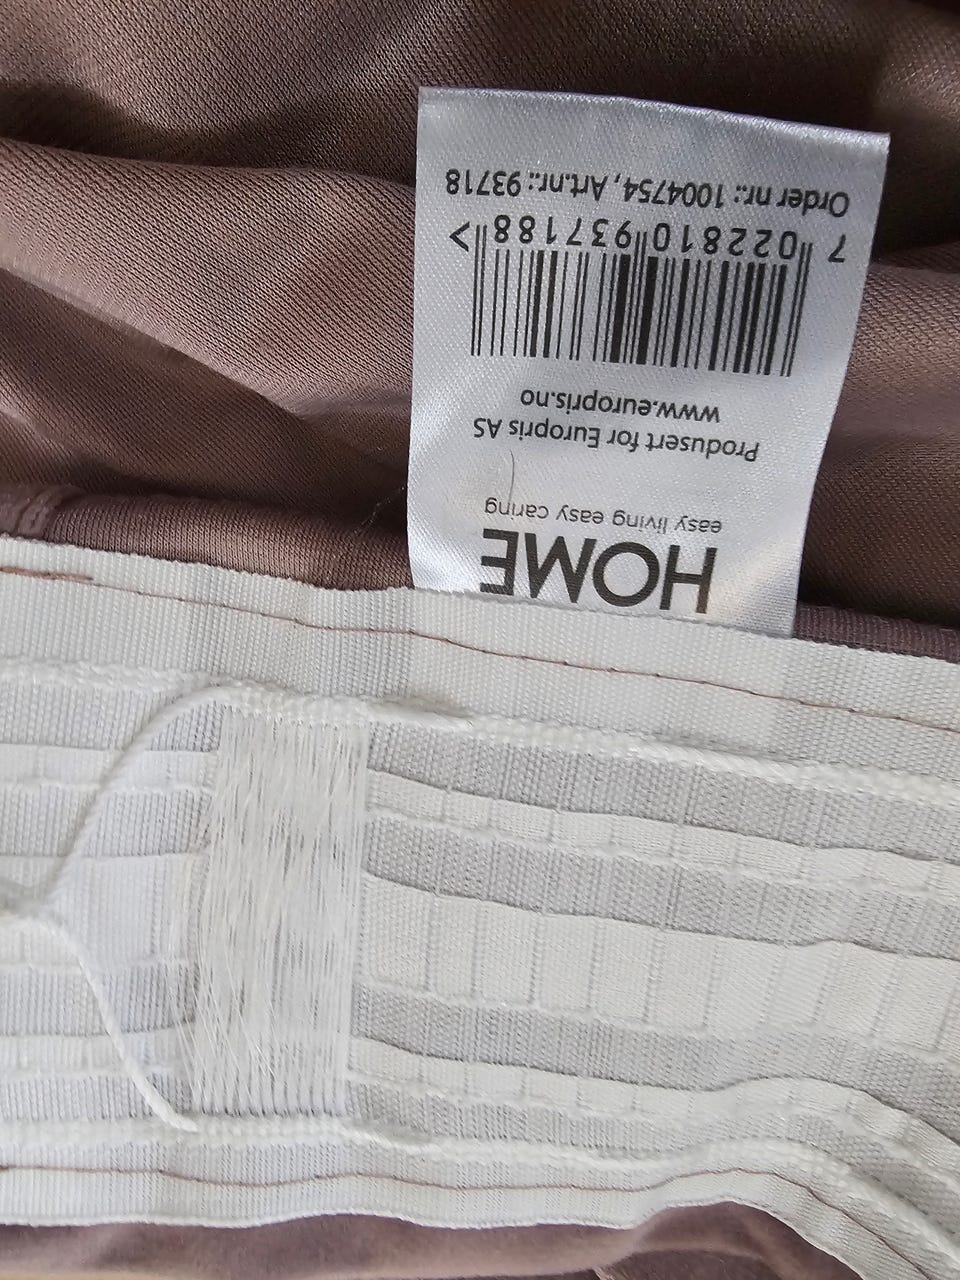 HOME
easy living easy caring
Produsert for Europris AS
www.europris.no
7 022810 937188 >
Order nr.: 1004754, Art.nr.: 93718